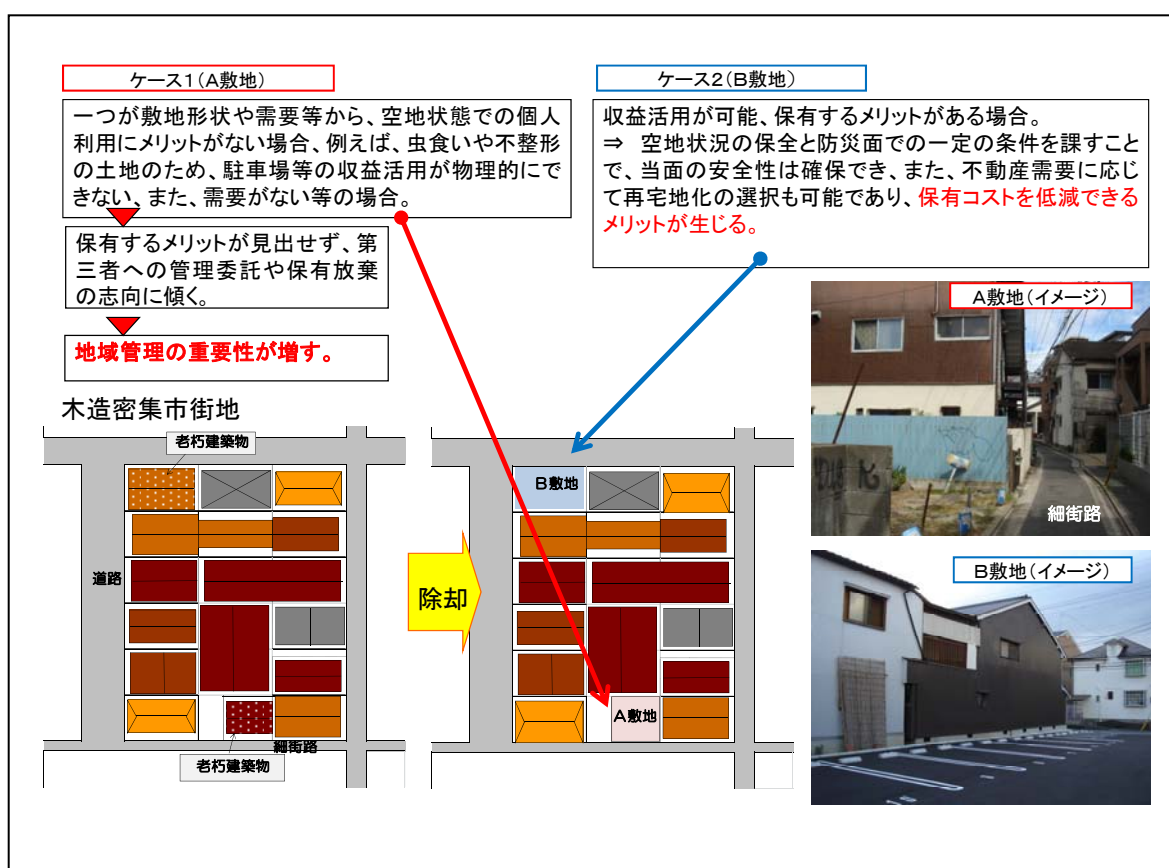 ケース1(A敷地)
一つが敷地形状や需要等から、空地状態での個人
利用にメリットがない場合、例えば、虫食いや不整形
の土地のため、駐車場等の収益活用が物理的にで
きない、また、需要がない等の場合。
保有するメリットが見出せず、第
三者への管理委託や保有放棄
の志向に傾く。
地域管理の重要性が増す。
ケース2(B敷地)
収益活用が可能、保有するメリットがある場合。
⇒ 空地状況の保全と防災面での一定の条件を課すこと
で、当面の安全性は確保でき、また、不動産需要に応じ
て再宅地化の選択も可能であり、保有コストを低減できる
メリットが生じる。
木造密集市街地
老朽建築物
道路
細街路
老朽建築物
除却
B敷地
A敷地
A敷地(イメージ)
細街路
B敷地(イメージ)